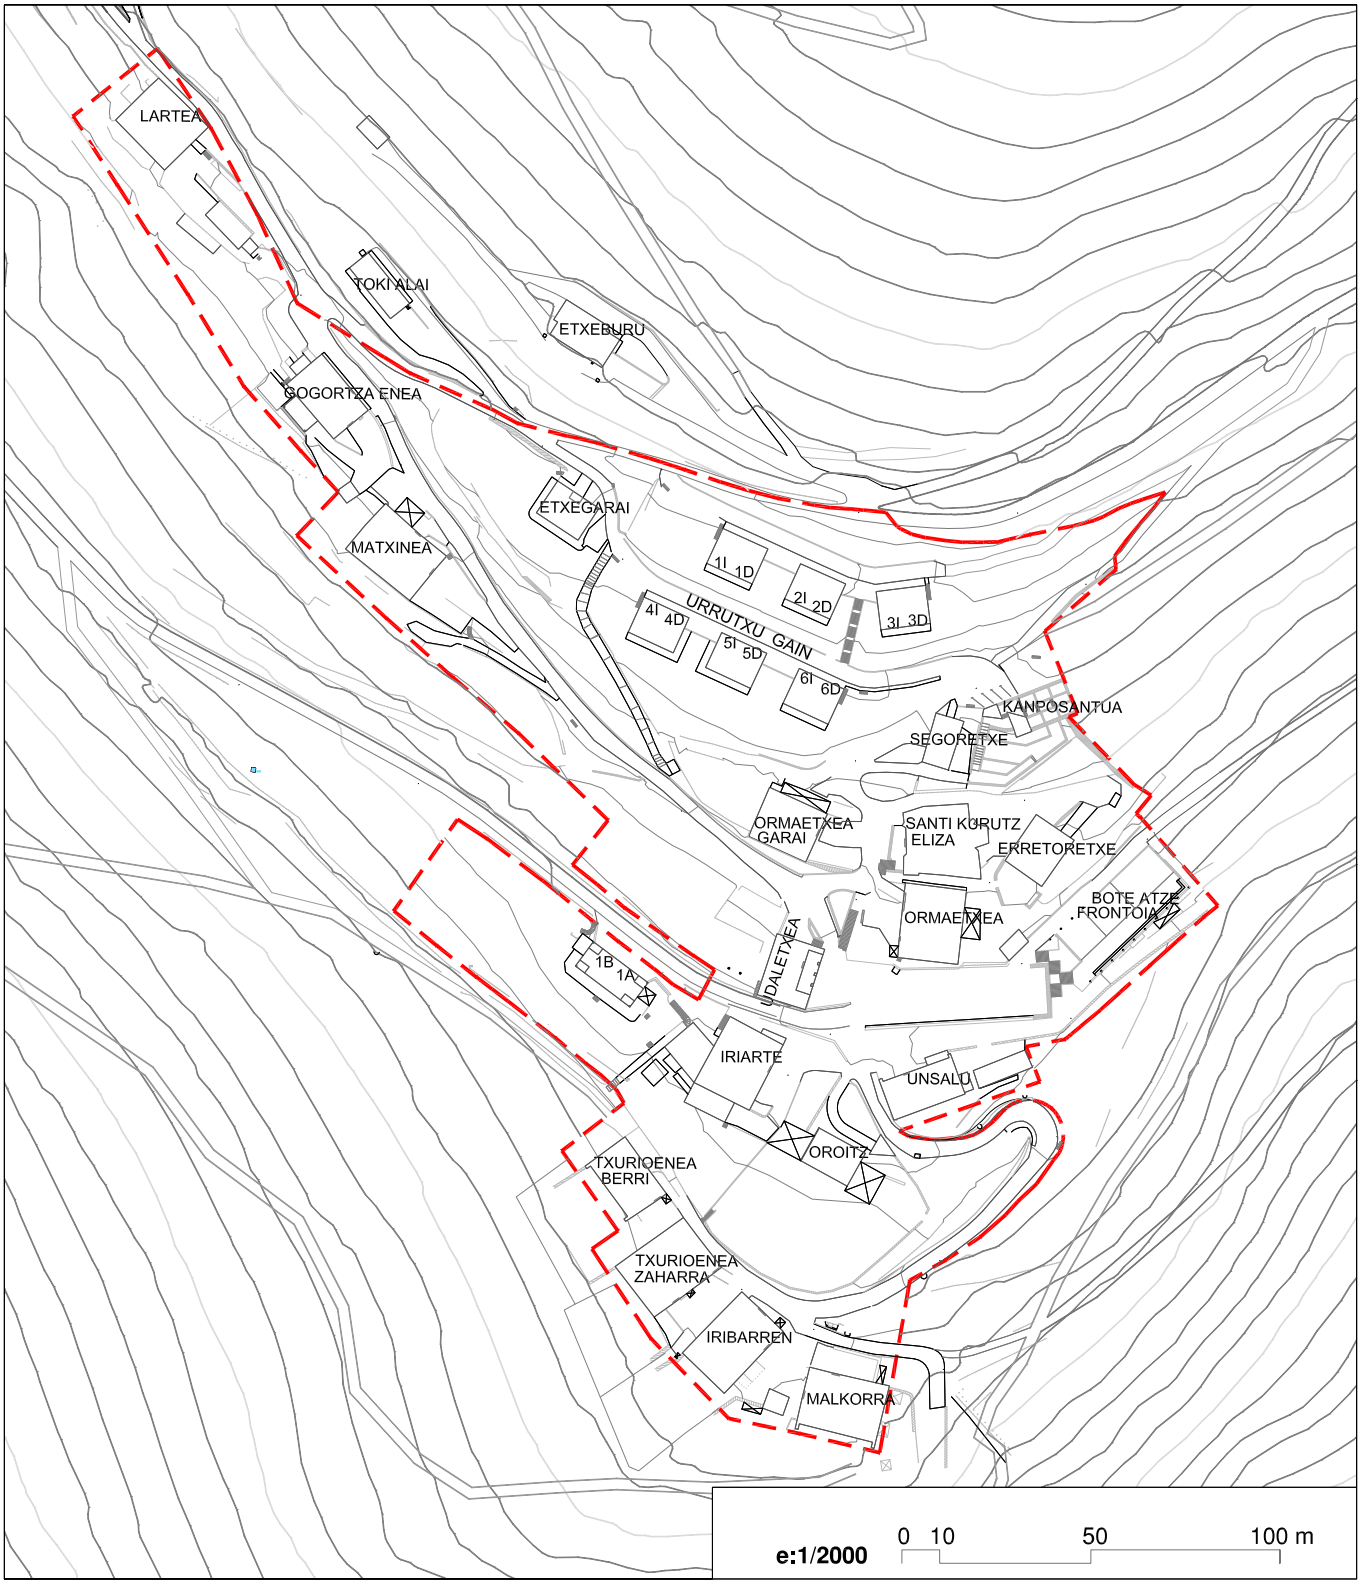 LARTEA
TOKI ALAI
ETXEBURU
GOGORTZA ENEA
ETXEGARAI
MATXINEA
1I 1D
2I 2D
3I 3D
4I 4D
URRUTXU GAIN
5I 5D
6I 6D
KANPOSANTUA
SEGORETXE
ORMAETXEA
GARAI
SANTI KURUTZ
ELIZA
ERRETORETXE
BOTE ATZE
FRONTOIA
ORMAETXEA
UDALETXEA
1B 1A
IRIARTE
UNSALU
OROITZ
TXURIOENEA
BERRI
TXURIOENEA
ZAHARRA
IRIBARREN
MALKORRA
e:1/2000
0 10 50 100 m